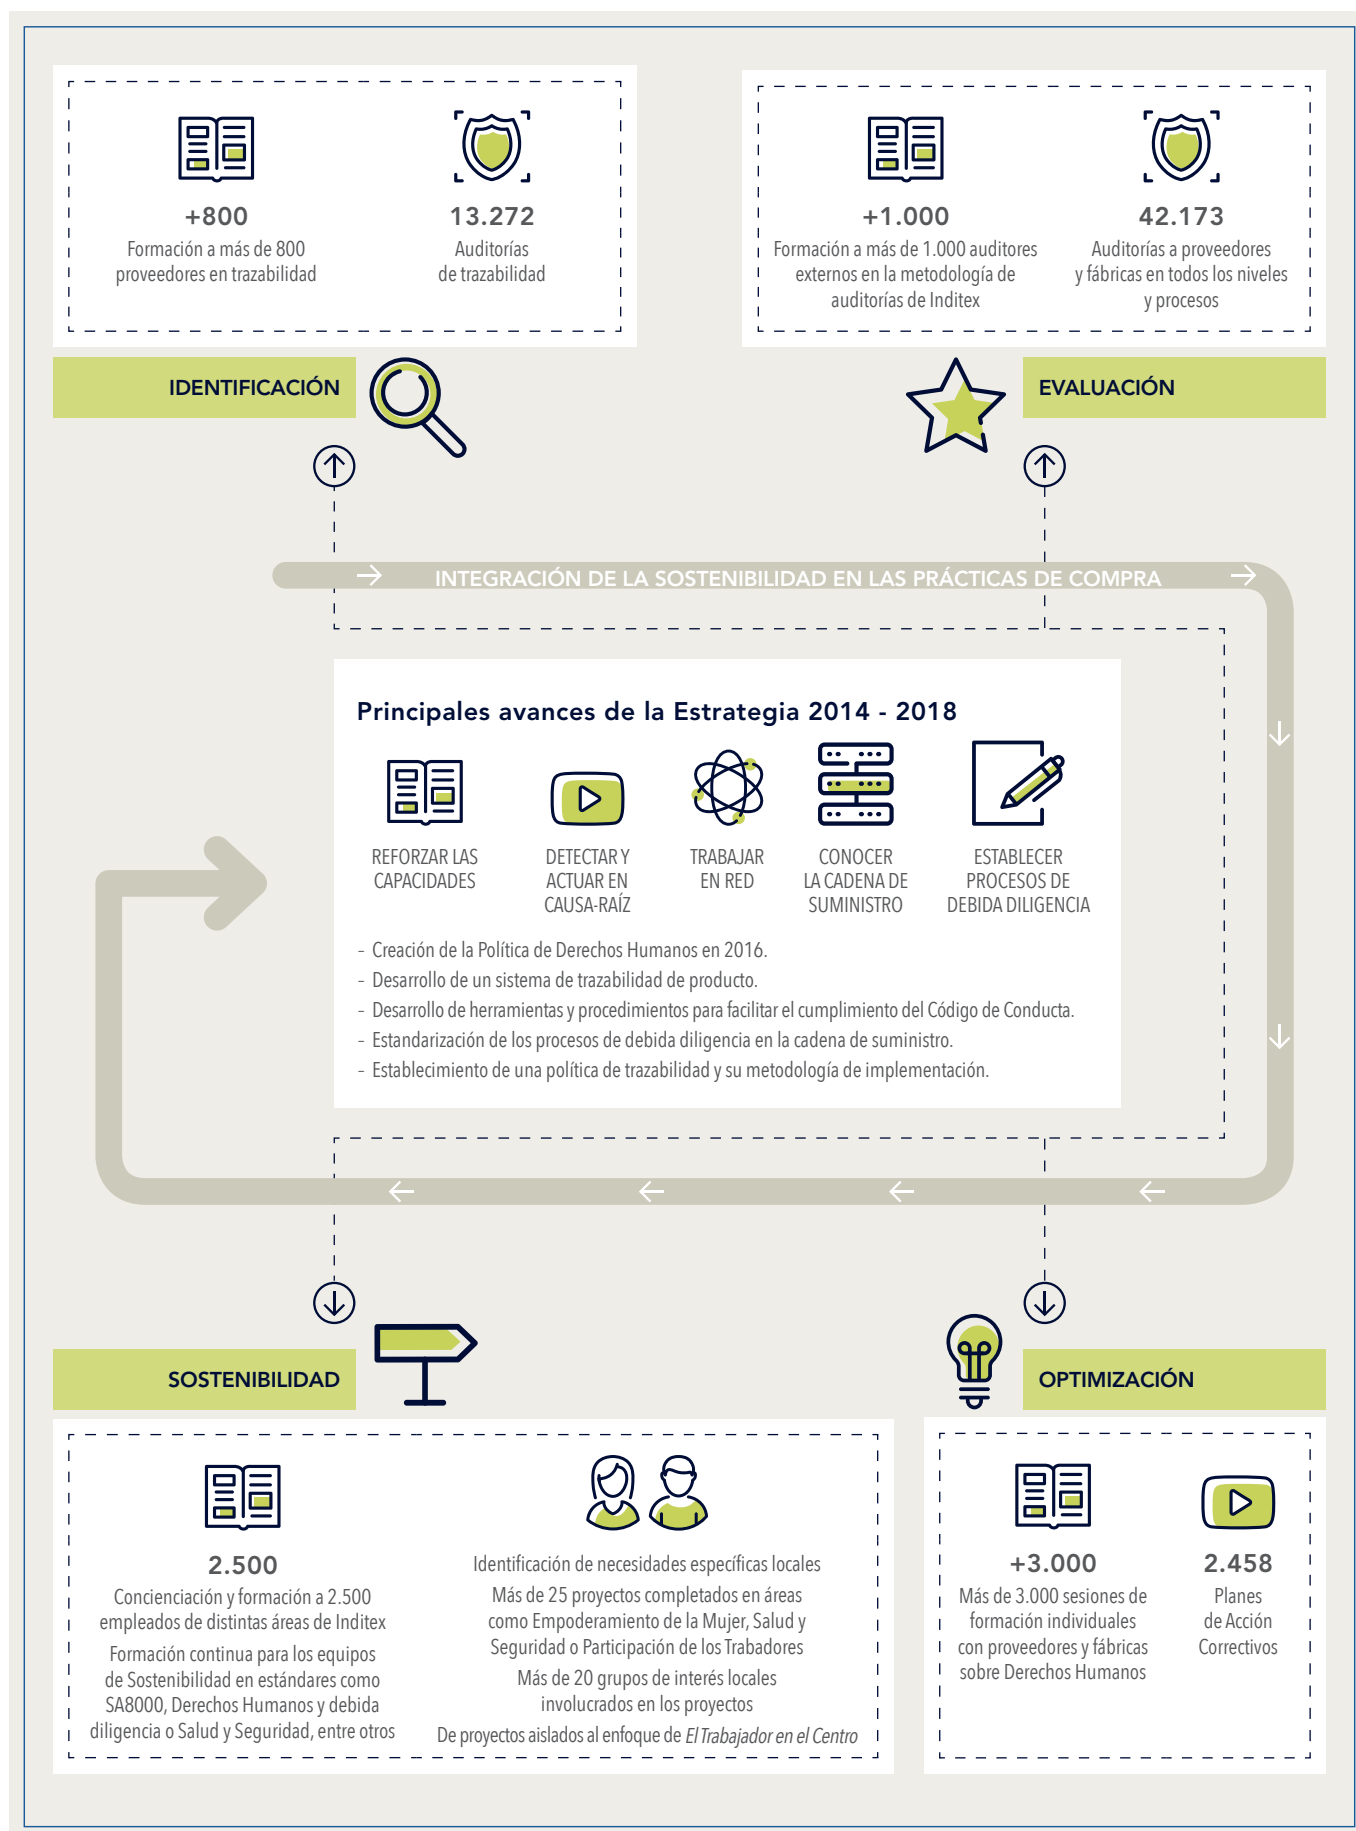 +800
Formación a más de 800
proveedores en trazabilidad
13.272
Auditorías
de trazabilidad
+1.000
Formación a más de 1.000 auditores
externos en la metodología de
auditorías de Inditex
42.173
Auditorías a proveedores
y fábricas en todos los niveles
y procesos
IDENTIFICACIÓN
EVALUACIÓN
INTEGRACIÓN DE LA SOSTENIBILIDAD EN LAS PRÁCTICAS DE COMPRA
Principales avances de la Estrategia 2014 - 2018
REFORZAR LAS
CAPACIDADES
DETECTAR Y
ACTUAR EN
CAUSA-RAÍZ
TRABAJAR
EN RED
CONOCER
LA CADENA DE
SUMINISTRO
ESTABLECER
PROCESOS DE
DEBIDA DILIGENCIA
– Creación de la Política de Derechos Humanos en 2016.
– Desarrollo de un sistema de trazabilidad de producto.
– Desarrollo de herramientas y procedimientos para facilitar el cumplimiento del Código de Conducta.
– Estandarización de los procesos de debida diligencia en la cadena de suministro.
– Establecimiento de una política de trazabilidad y su metodología de implementación.
SOSTENIBILIDAD
OPTIMIZACIÓN
2.500
Concienciación y formación a 2.500
empleados de distintas áreas de Inditex
Formación continua para los equipos
de Sostenibilidad en estándares como
SA8000, Derechos Humanos y debida
diligencia o Salud y Seguridad, entre otros
Identificación de necesidades específicas locales
Más de 25 proyectos completados en áreas
como Empoderamiento de la Mujer, Salud y
Seguridad o Participación de los Trabadores
Más de 20 grupos de interés locales
involucrados en los proyectos
De proyectos aislados al enfoque de El Trabajador en el Centro
+3.000
Más de 3.000 sesiones de
formación individuales
con proveedores y fábricas
sobre Derechos Humanos
2.458
Planes
de Acción
Correctivos